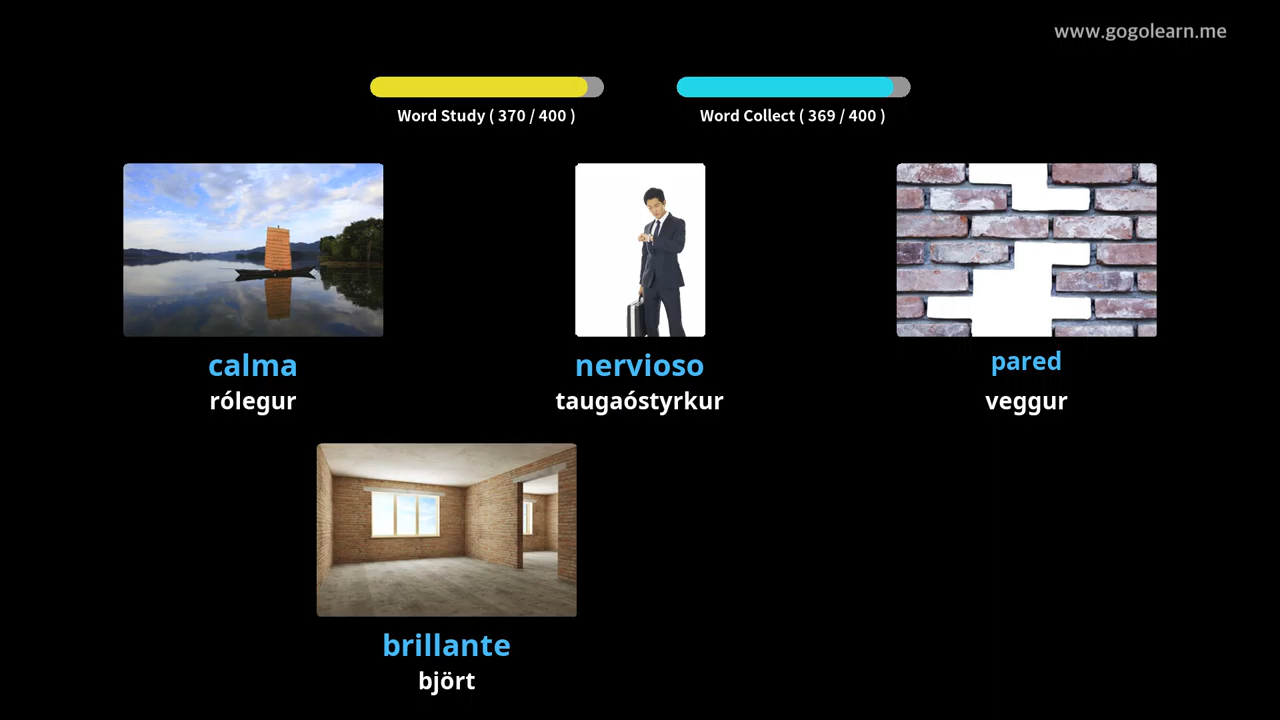 www.gogolearn.me
Word Study ( 370 / 400 )
Word Collect ( 369 / 400 )
calma
rólegur
nervioso
taugaóstyrkur
pared
veggur
brillante
björt